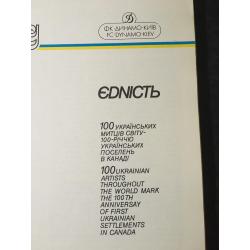 ФК ДИНАМО·КИЇВ
FC DYNAMO·KIEV
ЄДНІСТЬ
100 УКРАЇНСЬКИХ
МИТЦІВ СВІТУ-
100-РІЧЧЮ
УКРАЇНСЬКИХ
ПОСЕЛЕНЬ
В КАНАДІ
100 UKRAINIAN
ARTISTS
THROUGHOUT
THE WORLD MARK
THE 100TH
ANNIVERSAY
OF FIRST
UKRAINIAN
SETTLEMENTS
IN CANADA